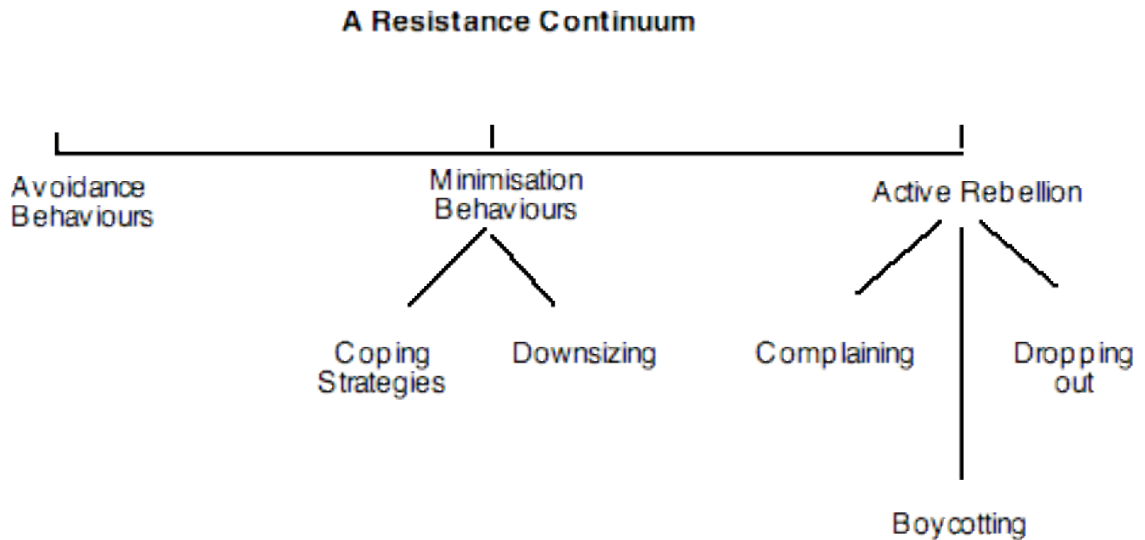 A Resistance Continuum
Avoidance
Behaviours
Minimisation
Behaviours
Active Rebellion
Coping
Strategies
Downsizing
Complaining
Dropping
out
Boycotting